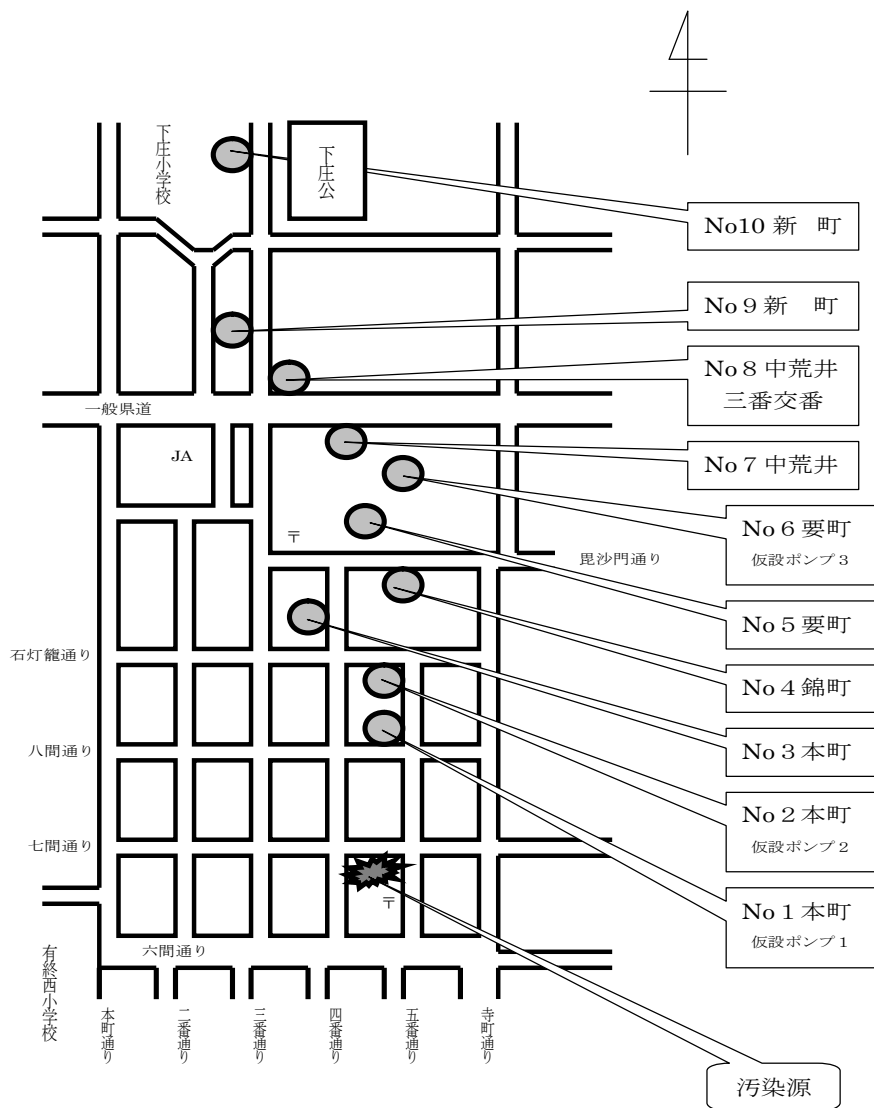 下庄小学校
下庄公
No10 新　町
No 9 新　町
No 8 中荒井
三番交番
一般県道
No 7 中荒井
JA
No 6 要町
仮設ポンプ 3
〒
毘沙門通り
No 5 要町
石灯籠通り
No 4 錦町
No 3 本町
八間通り
No 2 本町
仮設ポンプ 2
七間通り
No 1 本町
仮設ポンプ 1
〒
六間通り
有終西小学校
本町通り
二番通り
三番通り
四番通り
五番通り
寺町通り
汚染源